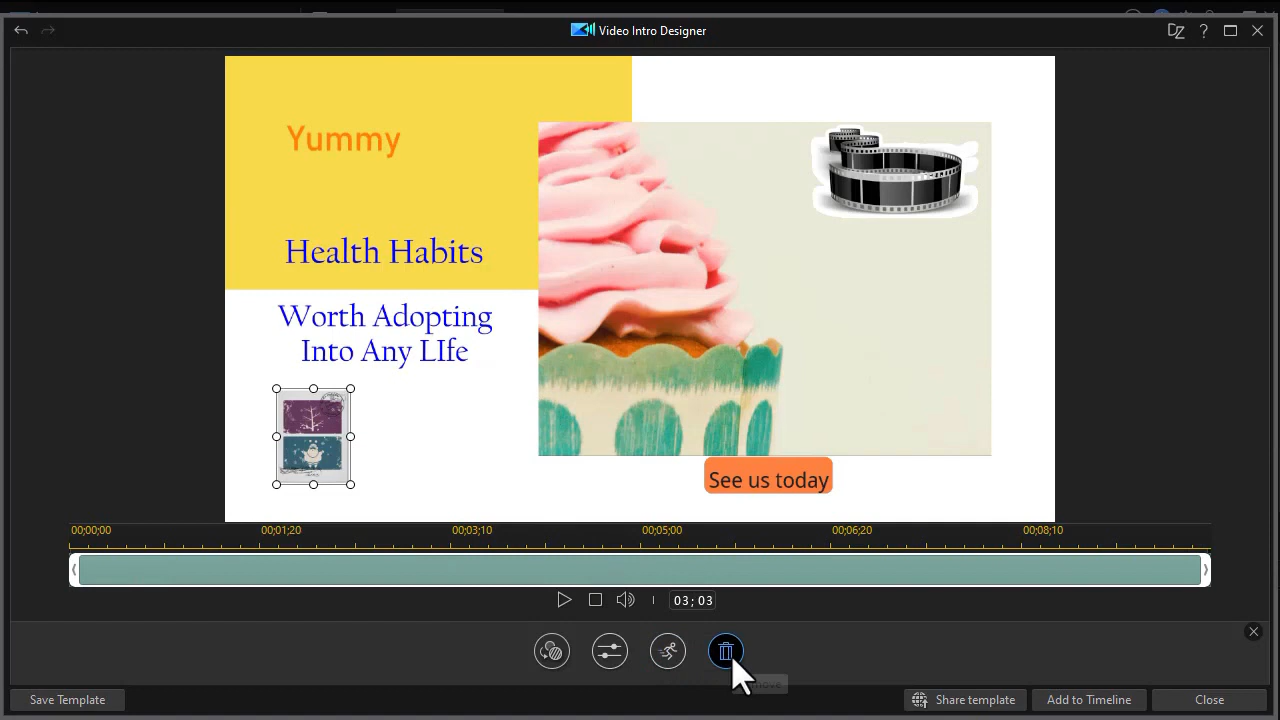 Video Intro Designer
?
Yummy
Health Habits
Worth Adopting
Into Any LIfe
See us today
00;00;00 00;01;20 00;03;10 00;05;00 00;06;20 00;08;10
03 ; 03
Save Template
Share template
Add to Timeline
Close